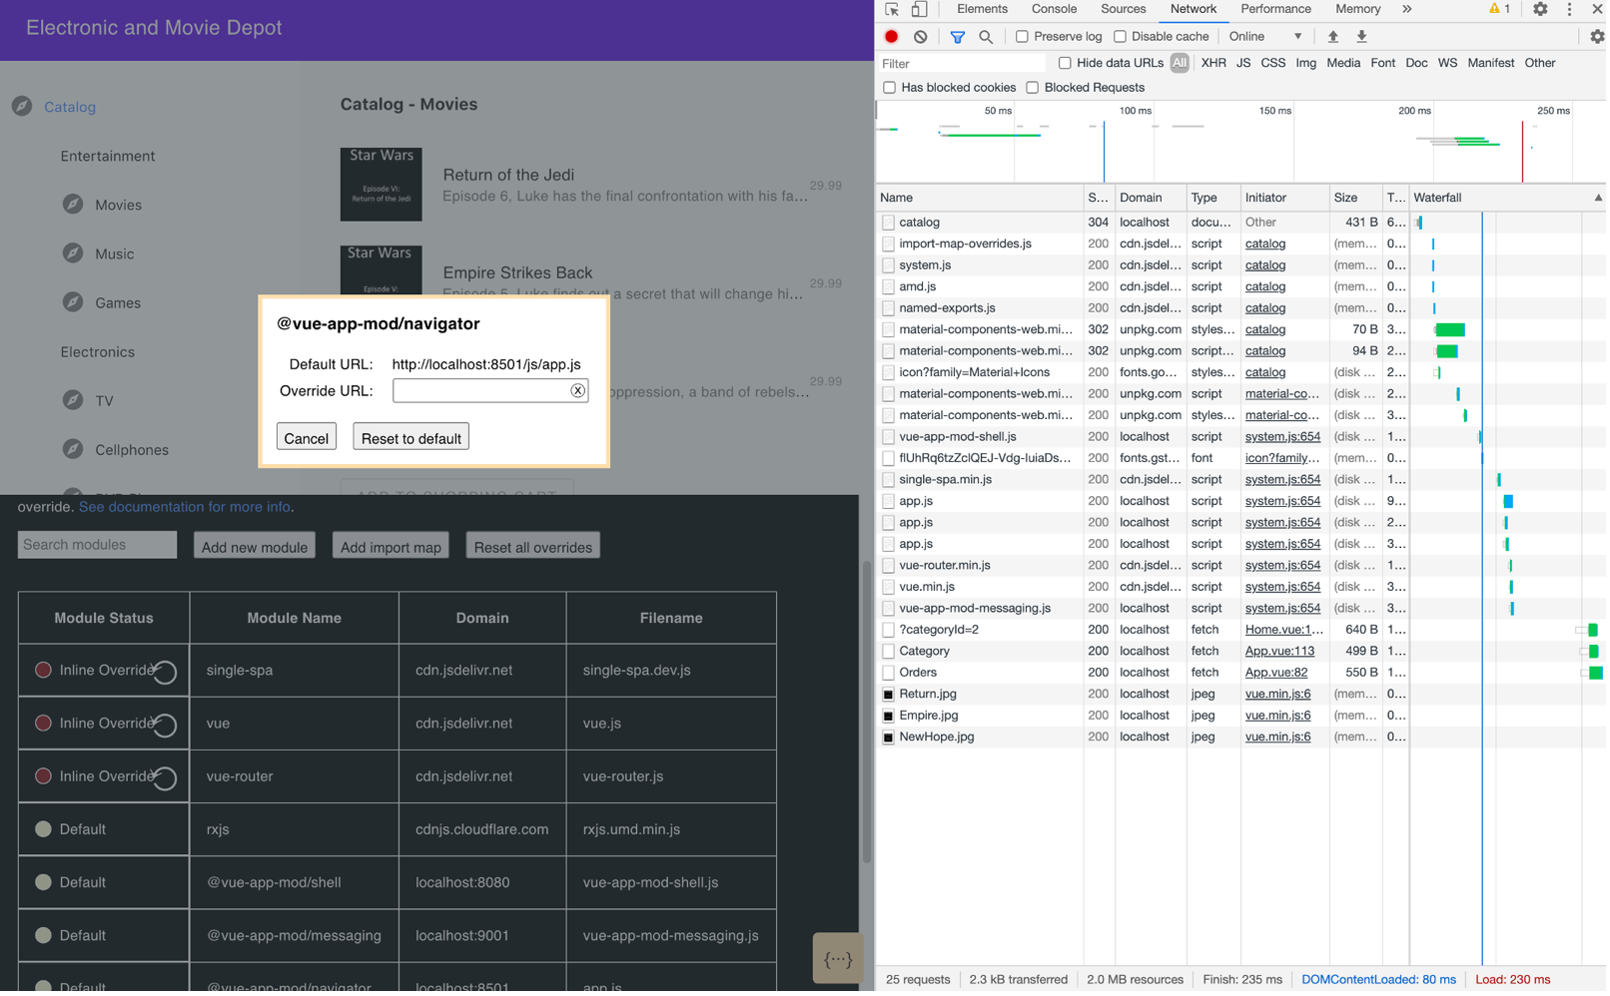 Electronic and Movie Depot
Catalog
Entertainment
Movies
Music
Games
Electronics
TV
Cellphones
Catalog - Movies
Star Wars
Episode VI:
Return of the Jedi
Return of the Jedi
Episode 6, Luke has the final confrontation with his fa...
29.99
Star Wars
Episode V:
Empire Strikes Back
Episode 5, Luke finds out a secret that will change hi...
29.99
oppression, a band of rebels...
29.99
ADD TO SHOPPING CART
@vue-app-mod/navigator
Default URL: http://localhost:8501/js/app.js
Override URL:
Cancel Reset to default
override. See documentation for more info.
Search modules Add new module Add import map Reset all overrides
Module Status Module Name Domain Filename
Inline Override single-spa cdn.jsdelivr.net single-spa.dev.js
Inline Override vue cdn.jsdelivr.net vue.js
Inline Override vue-router cdn.jsdelivr.net vue-router.js
Default rxjs cdnjs.cloudflare.com rxjs.umd.min.js
Default @vue-app-mod/shell localhost:8080 vue-app-mod-shell.js
Default @vue-app-mod/messaging localhost:9001 vue-app-mod-messaging.js
Default @vue-app-mod/navigator localhost:8501 app.js
{···}
Elements Console Sources Network Performance Memory » 1
Preserve log Disable cache Online
Filter Hide data URLs All XHR JS CSS Img Media Font Doc WS Manifest Other
Has blocked cookies Blocked Requests
50 ms 100 ms 150 ms 200 ms 250 ms
Name S... Domain Type Initiator Size T... Waterfall
catalog 304 localhost docu... Other 431 B 6...
import-map-overrides.js 200 cdn.jsdel... script catalog (mem... 0...
system.js 200 cdn.jsdel... script catalog (mem... 0...
amd.js 200 cdn.jsdel... script catalog (mem... 0...
named-exports.js 200 cdn.jsdel... script catalog (mem... 0...
material-components-web.mi... 302 unpkg.com styles... catalog 70 B 3...
material-components-web.mi... 302 unpkg.com script catalog 94 B 2...
icon?family=Material+Icons 200 fonts.go... styles... catalog (disk ... 2...
material-components-web.mi... 200 unpkg.com script material-co... (disk ... 2...
material-components-web.mi... 200 unpkg.com styles... material-co... (disk ... 3...
vue-app-mod-shell.js 200 localhost script system.js:654 (disk ... 1...
flUhRq6tzZclQEJ-Vdg-IuiaDs... 200 fonts.gst... font icon?family... (mem... 0...
single-spa.min.js 200 cdn.jsdel... script system.js:654 (disk ... 1...
app.js 200 localhost script system.js:654 (disk ... 9...
app.js 200 localhost script system.js:654 (disk ... 2...
app.js 200 localhost script system.js:654 (disk ... 3...
vue-router.min.js 200 cdn.jsdel... script system.js:654 (disk ... 1...
vue.min.js 200 cdn.jsdel... script system.js:654 (disk ... 3...
vue-app-mod-messaging.js 200 localhost script system.js:654 (disk ... 3...
?categoryId=2 200 localhost fetch Home.vue:1... 640 B 1...
Category 200 localhost fetch App.vue:113 499 B 1...
Orders 200 localhost fetch App.vue:82 550 B 1...
Return.jpg 200 localhost jpeg vue.min.js:6 (mem... 0...
Empire.jpg 200 localhost jpeg vue.min.js:6 (mem... 0...
NewHope.jpg 200 localhost jpeg vue.min.js:6 (mem... 0...
25 requests 2.3 kB transferred 2.0 MB resources Finish: 235 ms DOMContentLoaded: 80 ms Load: 230 ms